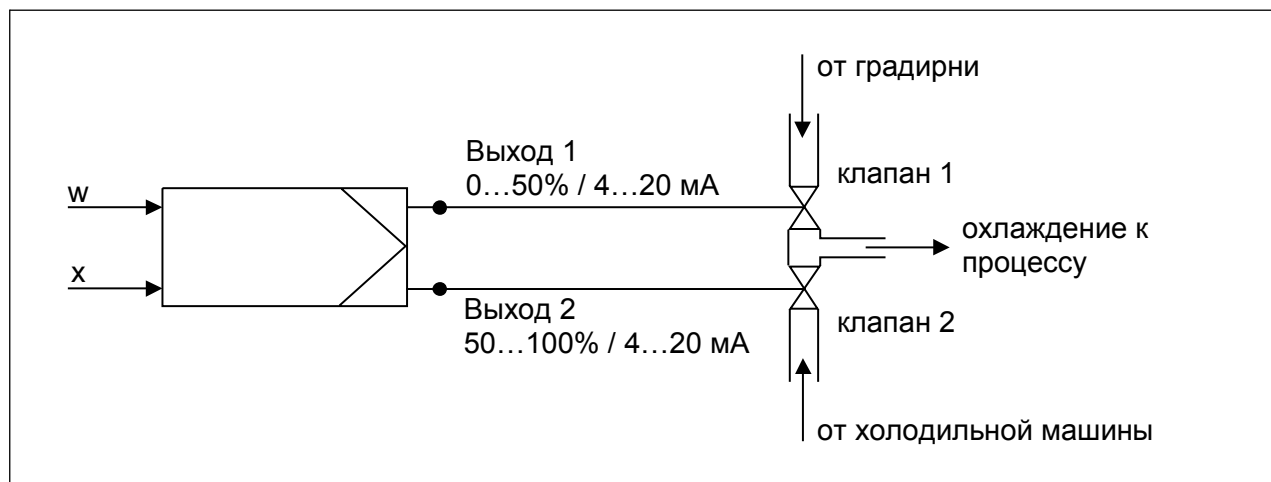 от градирни
Выход 1
0…50% / 4…20 мА
клапан 1
w
охлаждение к
процессу
x
Выход 2
50…100% / 4…20 мА
клапан 2
от холодильной машины